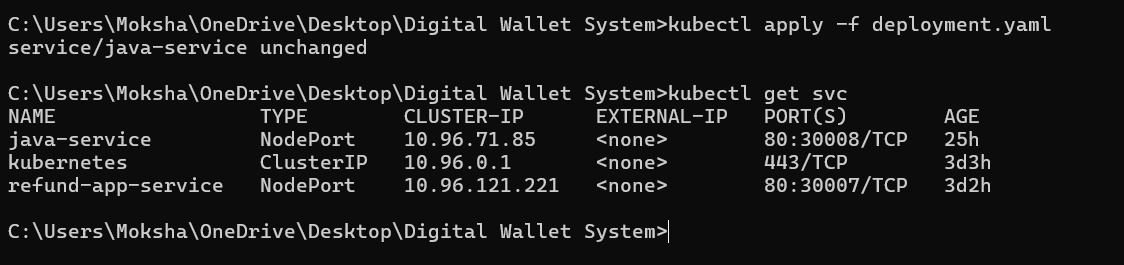 C:\Users\Moksha\OneDrive\Desktop\Digital Wallet System>kubectl apply -f deployment.yaml
service/java-service unchanged
C:\Users\Moksha\OneDrive\Desktop\Digital Wallet System>kubectl get svc
NAME                 TYPE        CLUSTER-IP      EXTERNAL-IP   PORT(S)        AGE
java-service         NodePort    10.96.71.85     <none>        80:30008/TCP   25h
kubernetes           ClusterIP   10.96.0.1       <none>        443/TCP        3d3h
refund-app-service   NodePort    10.96.121.221   <none>        80:30007/TCP   3d2h
C:\Users\Moksha\OneDrive\Desktop\Digital Wallet System>